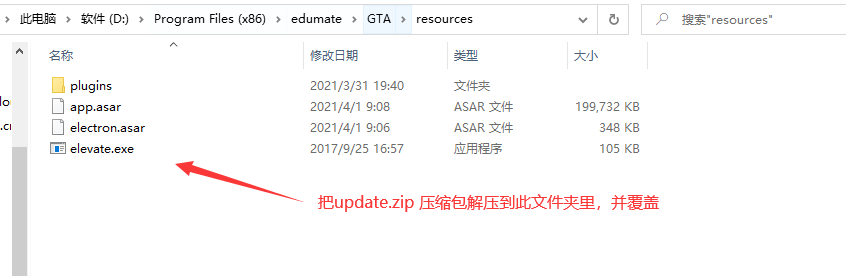 此电脑 > 软件 (D:) > Program Files (x86) > edumate > GTA > resources
搜索"resources"
名称 修改日期 类型 大小
plugins 2021/3/31 19:40 文件夹
app.asar 2021/4/1 9:08 ASAR 文件 199,732 KB
electron.asar 2021/4/1 9:06 ASAR 文件 348 KB
elevate.exe 2017/9/25 16:57 应用程序 105 KB
把update.zip 压缩包解压到此文件夹里，并覆盖